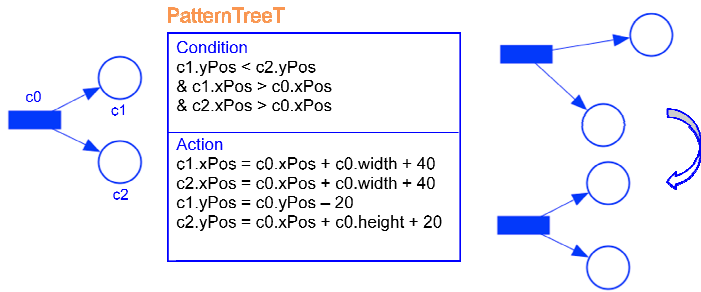 PatternTreeT
c0
c1
c2
Condition
c1.yPos < c2.yPos
& c1.xPos > c0.xPos
& c2.xPos > c0.xPos
Action
c1.xPos = c0.xPos + c0.width + 40
c2.xPos = c0.xPos + c0.width + 40
c1.yPos = c0.yPos – 20
c2.yPos = c0.xPos + c0.height + 20